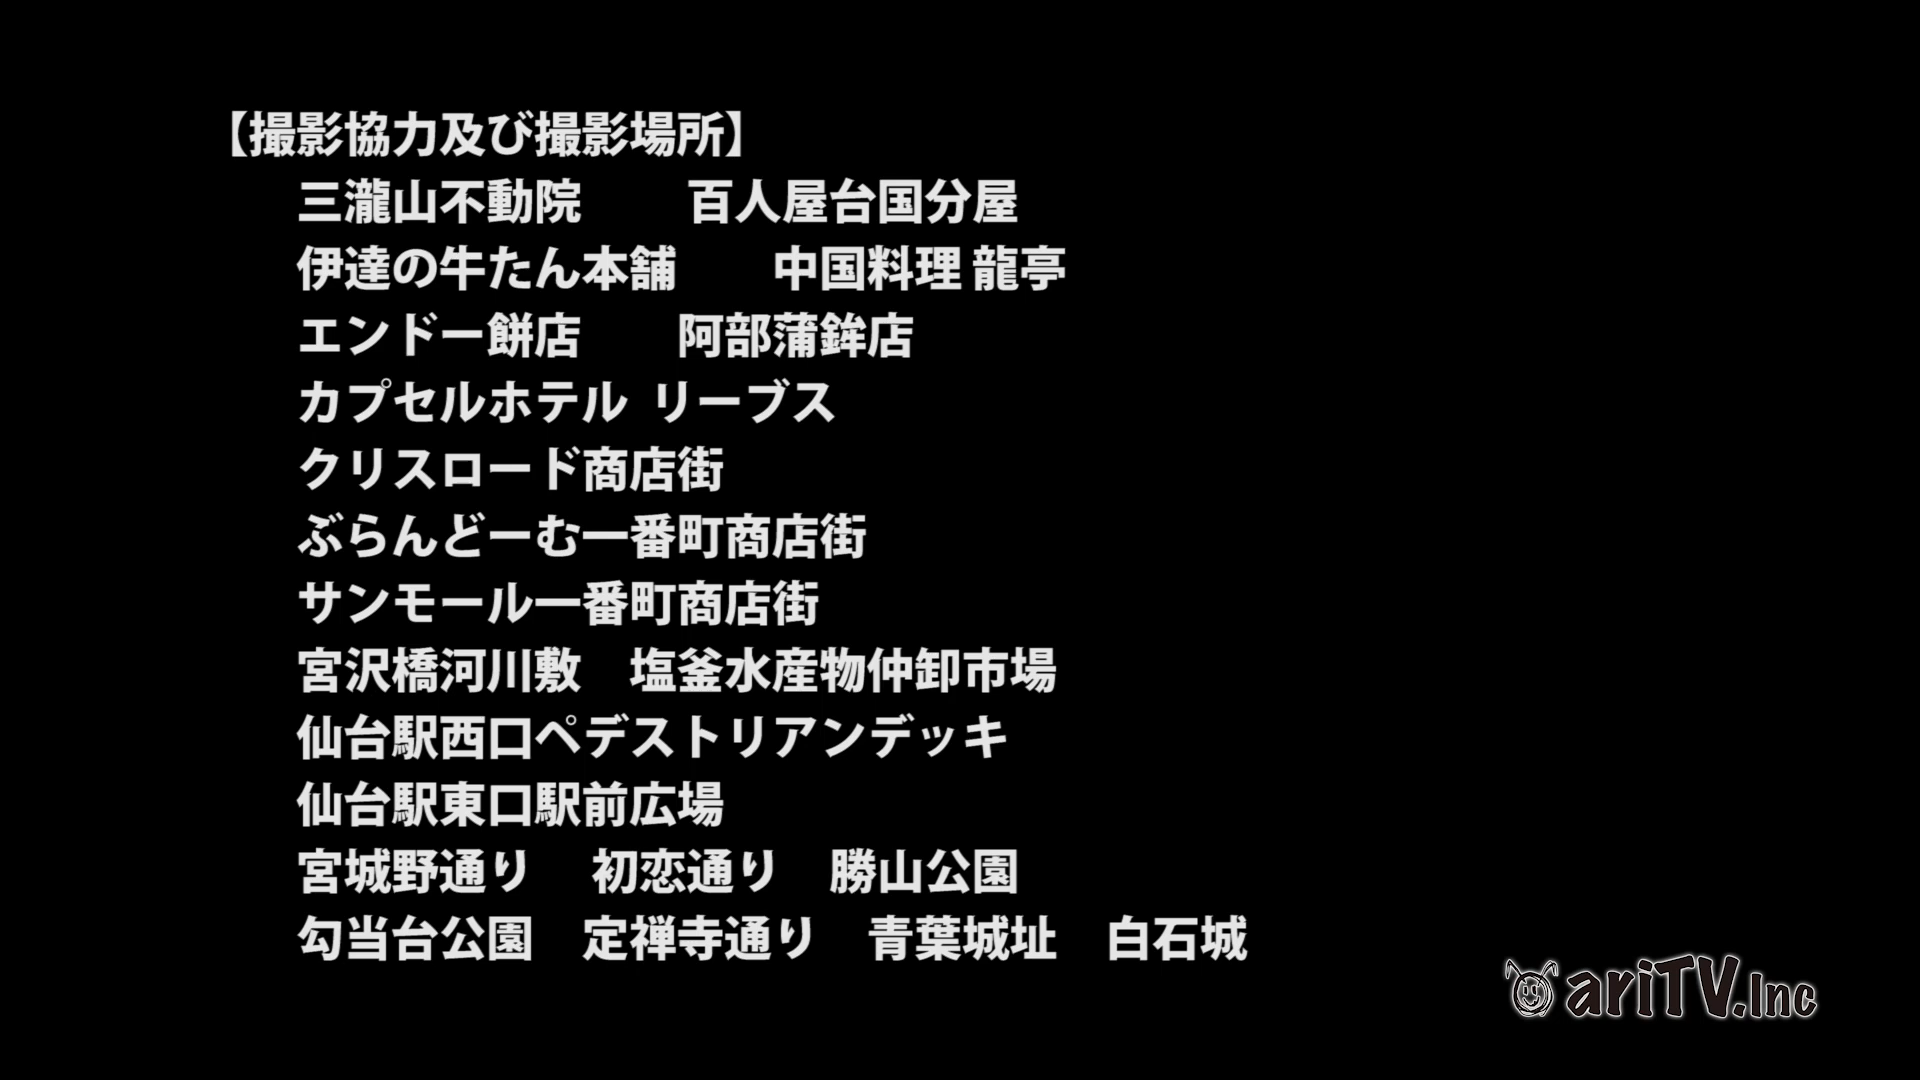 【撮影協力及び撮影場所】
三瀧山不動院　　百人屋台国分屋
伊達の牛たん本舗　　中国料理 龍亭
エンドー餅店　　阿部蒲鉾店
カプセルホテル リーブス
クリスロード商店街
ぶらんどーむ一番町商店街
サンモール一番町商店街
宮沢橋河川敷　塩釜水産物仲卸市場
仙台駅西口ペデストリアンデッキ
仙台駅東口駅前広場
宮城野通り　初恋通り　勝山公園
勾当台公園　定禅寺通り　青葉城址　白石城
ariTV.Inc